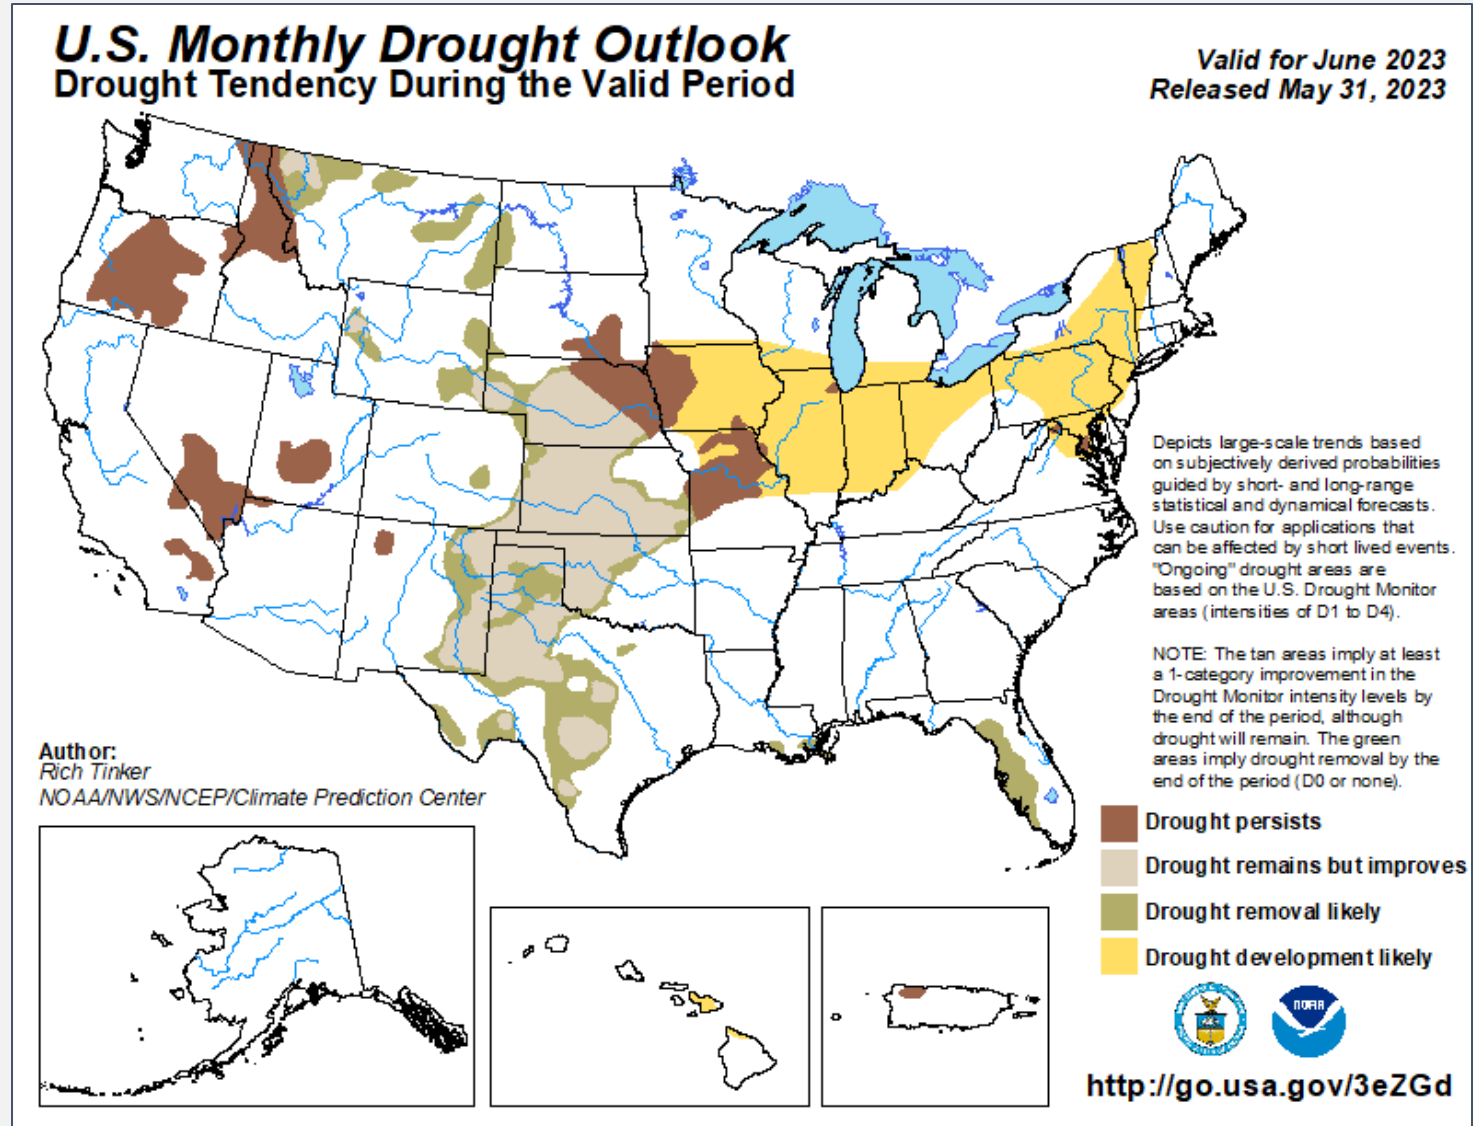 U.S. Monthly Drought Outlook
Drought Tendency During the Valid Period
Valid for June 2023
Released May 31, 2023
Depicts large-scale trends based
on subjectively derived probabilities
guided by short- and long-range
statistical and dynamical forecasts.
Use caution for applications that
can be affected by short lived events.
"Ongoing" drought areas are
based on the U.S. Drought Monitor
areas (intensities of D1 to D4).
NOTE: The tan areas imply at least
a 1-category improvement in the
Drought Monitor intensity levels by
the end of the period, although
drought will remain. The green
areas imply drought removal by the
end of the period (D0 or none).
Author:
Rich Tinker
NOAA/NWS/NCEP/Climate Prediction Center
Drought persists
Drought remains but improves
Drought removal likely
Drought development likely
NOAA
http://go.usa.gov/3eZGd